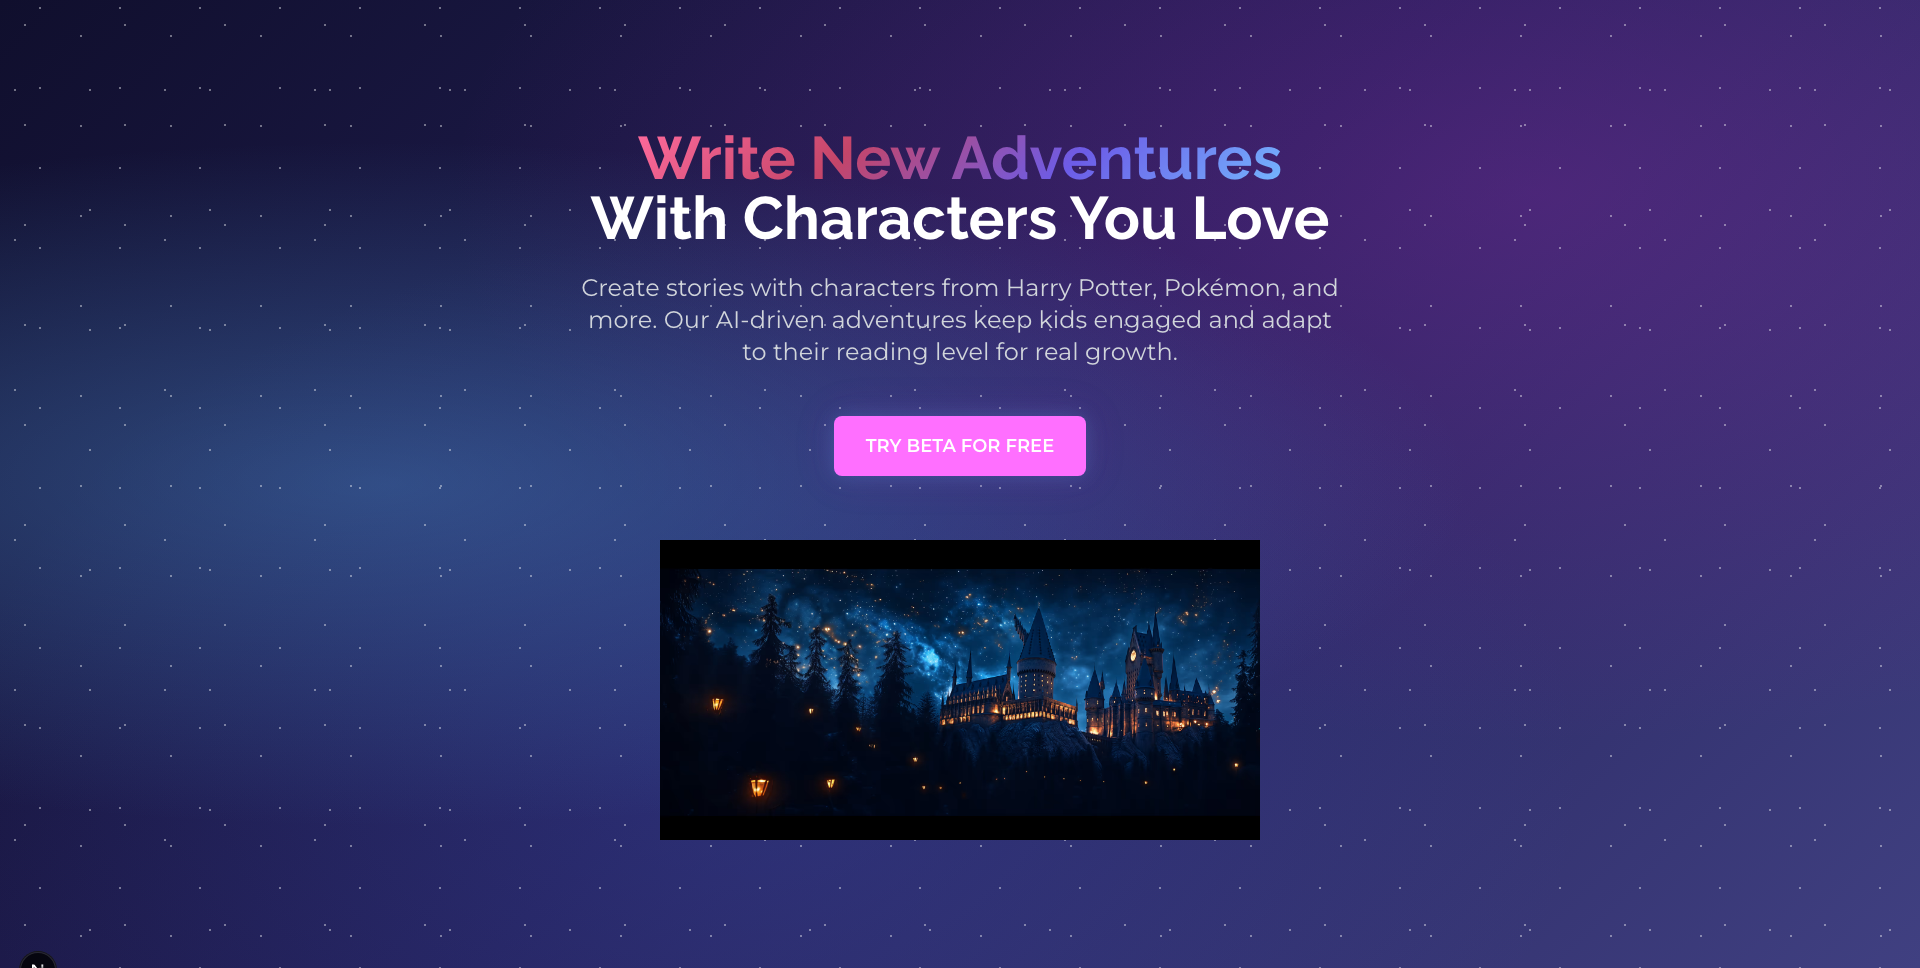 Write New Adventures
With Characters You Love
Create stories with characters from Harry Potter, Pokémon, and
more. Our AI-driven adventures keep kids engaged and adapt
to their reading level for real growth.
TRY BETA FOR FREE